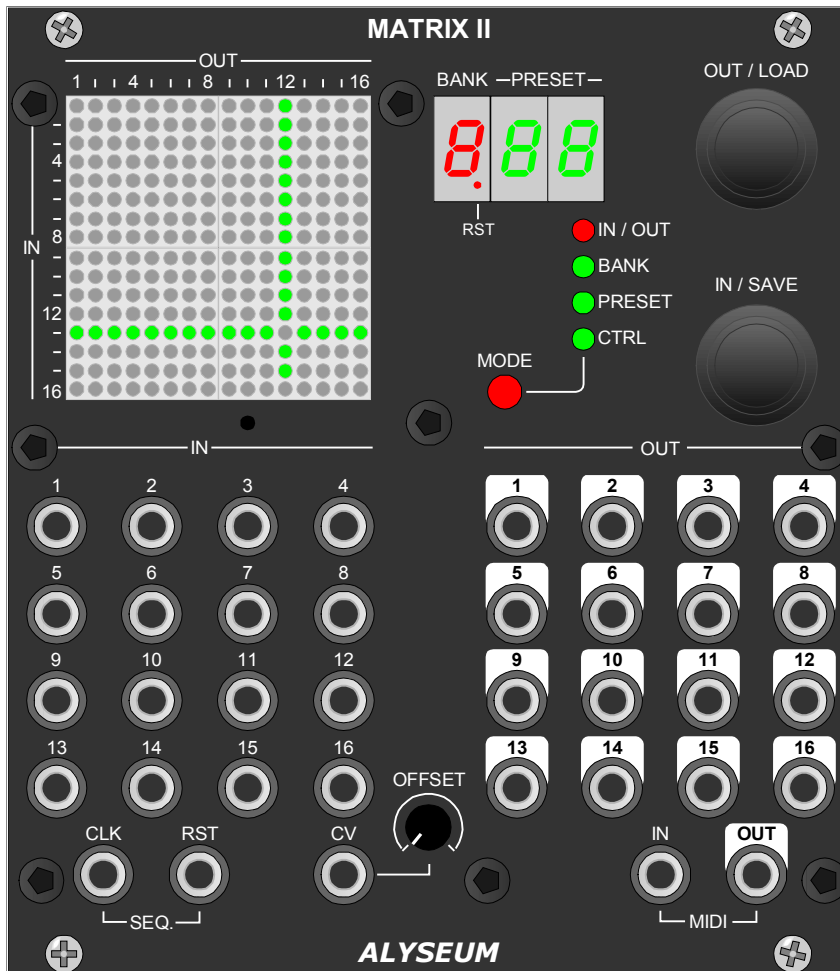 MATRIX II
OUT
1 8 12 16
4
8
12
16
IN
BANK PRESET
8.88
RST
OUT / LOAD
IN / OUT
BANK
PRESET
CTRL
MODE
IN / SAVE
IN
1 2 3 4
5 6 7 8
9 10 11 12
13 14 15 16
OUT
1 2 3 4
5 6 7 8
9 10 11 12
13 14 15 16
OFFSET
CLK RST CV
SEQ.
IN OUT
MIDI
ALYSEUM